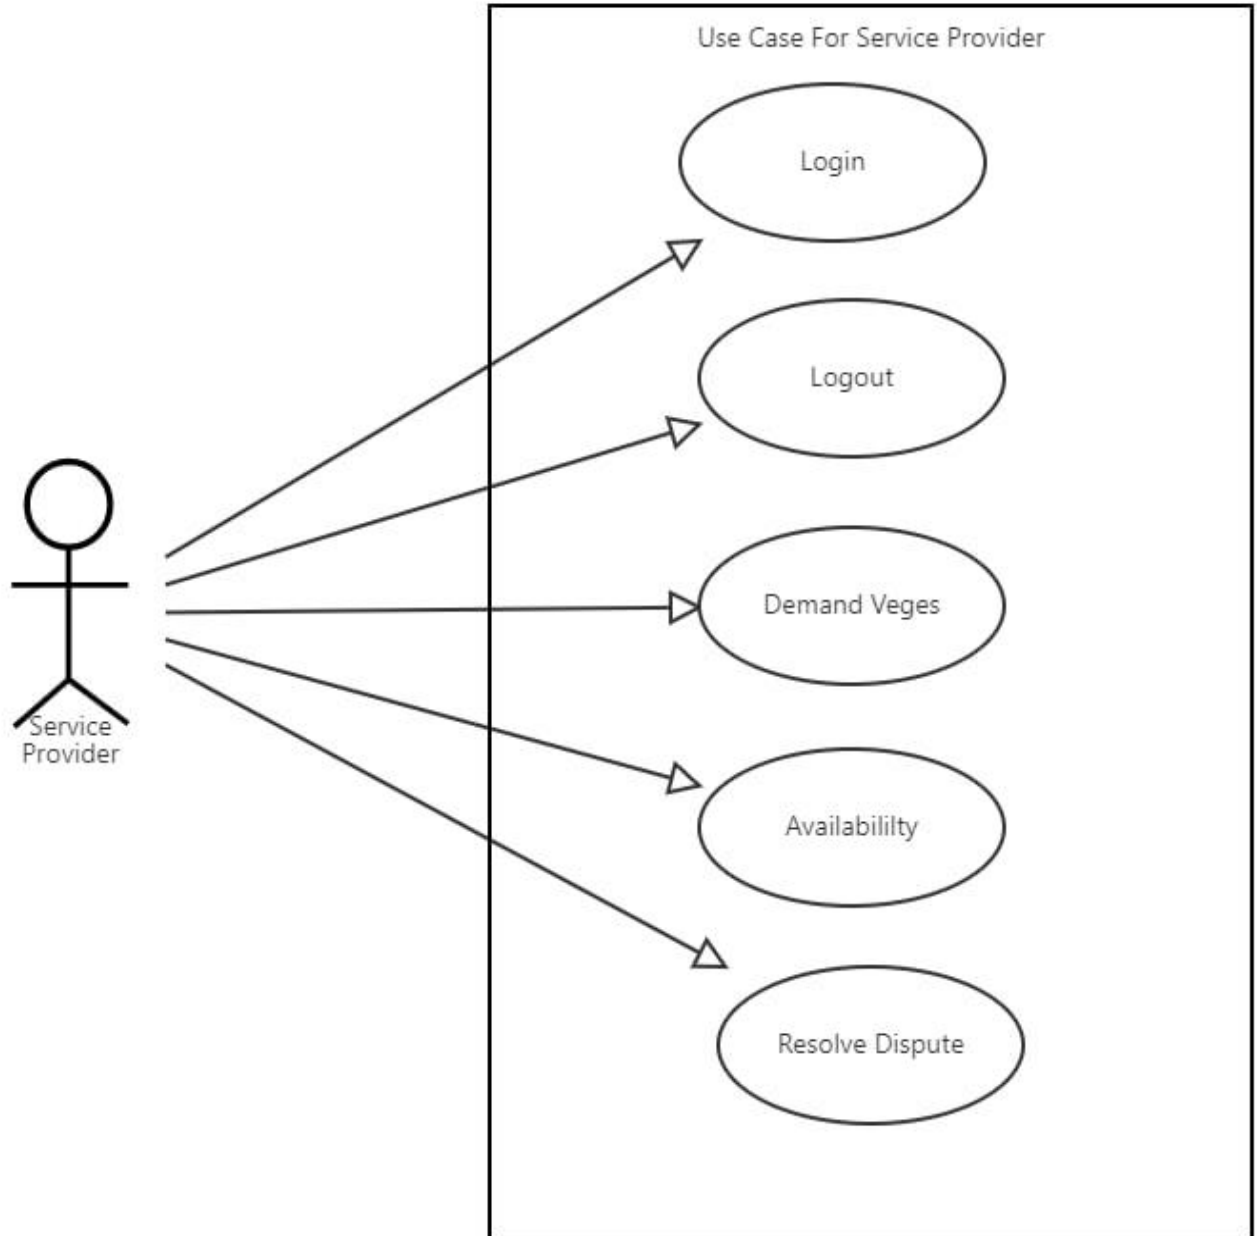 Use Case For Service Provider
Login
Logout
Demand Veges
Availabililty
Resolve Dispute
Service
Provider